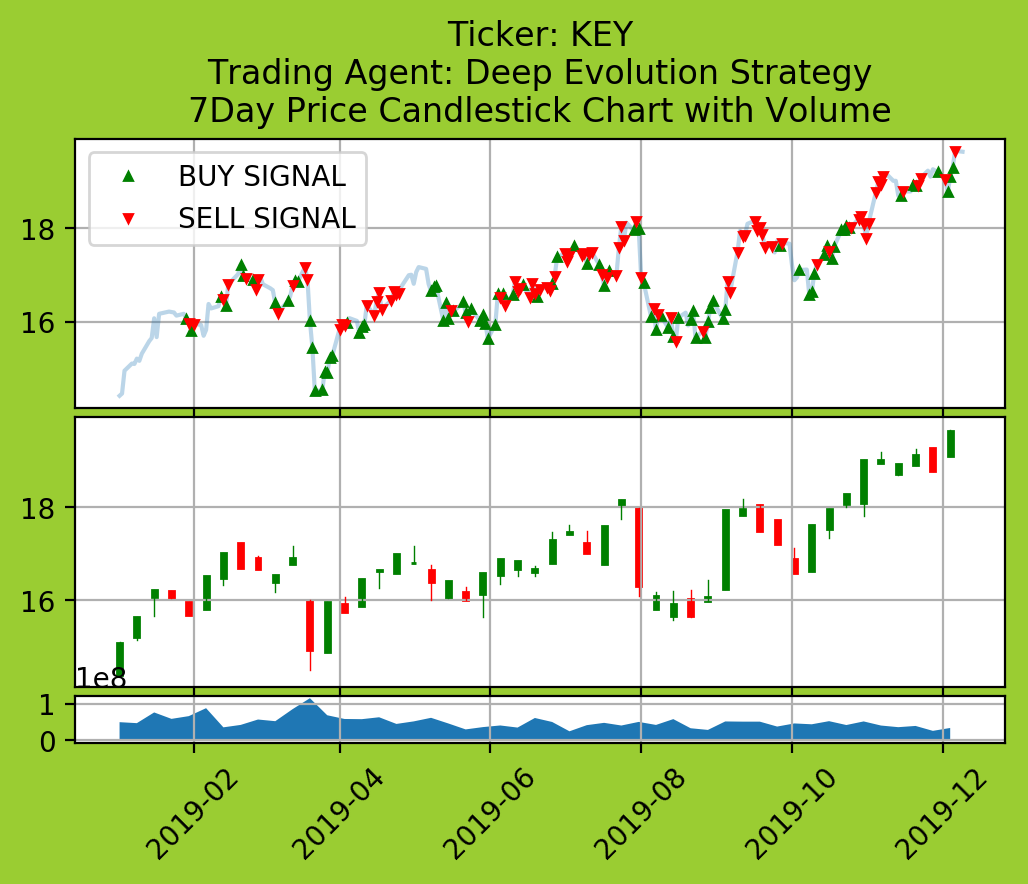 Ticker: KEY
Trading Agent: Deep Evolution Strategy
7Day Price Candlestick Chart with Volume
BUY SIGNAL
SELL SIGNAL
18
16
18
16
1e8
1
0
2019-02
2019-04
2019-06
2019-08
2019-10
2019-12